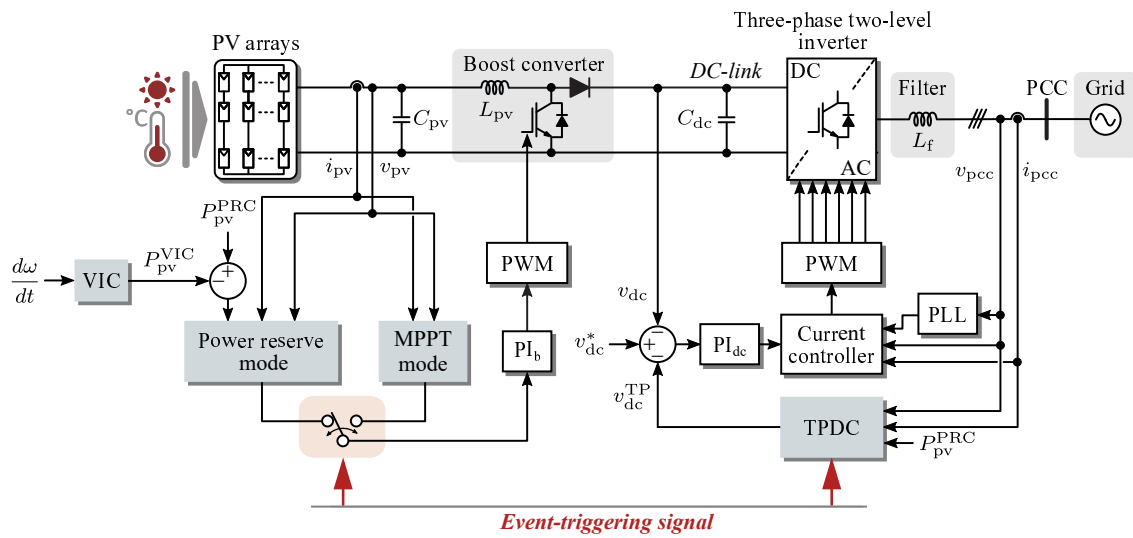 Three-phase two-level
inverter
PV arrays
Boost converter
DC-link
DC
Filter
PCC
Grid
°C
L_pv
C_pv
C_dc
L_f
AC
i_pv
v_pv
v_pcc
i_pcc
P_pv^PRC
dω/dt
VIC
P_pv^VIC
+
−
PWM
PWM
v_dc
Power reserve
mode
MPPT
mode
PI_b
v_dc^*
−
+
−
PI_dc
Current
controller
PLL
v_dc^TP
TPDC
P_pv^PRC
Event-triggering signal